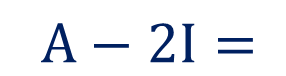 A − 2I =